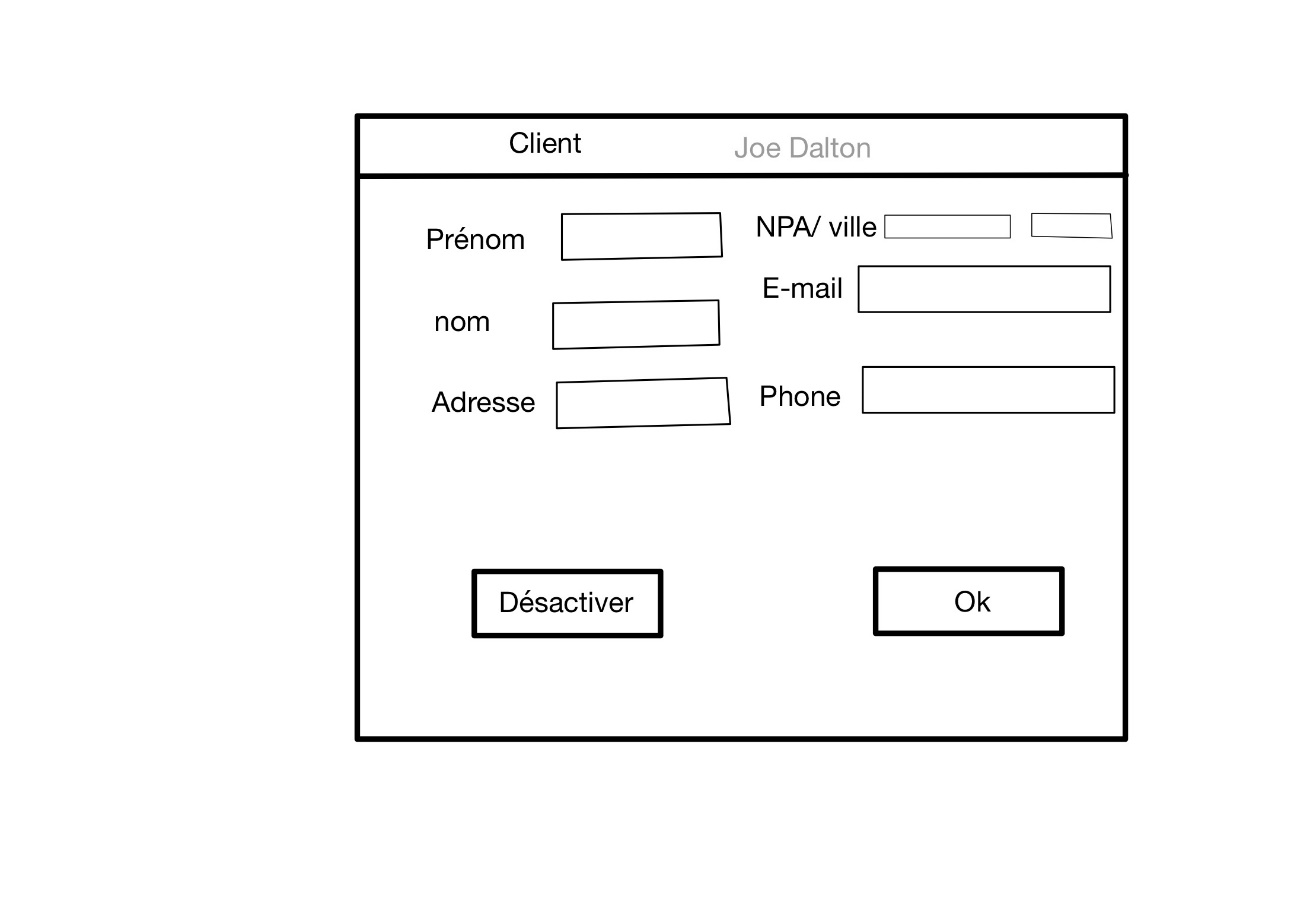 Client
Joe Dalton
Prénom
nom
Adresse
NPA/ ville
E-mail
Phone
Désactiver
Ok